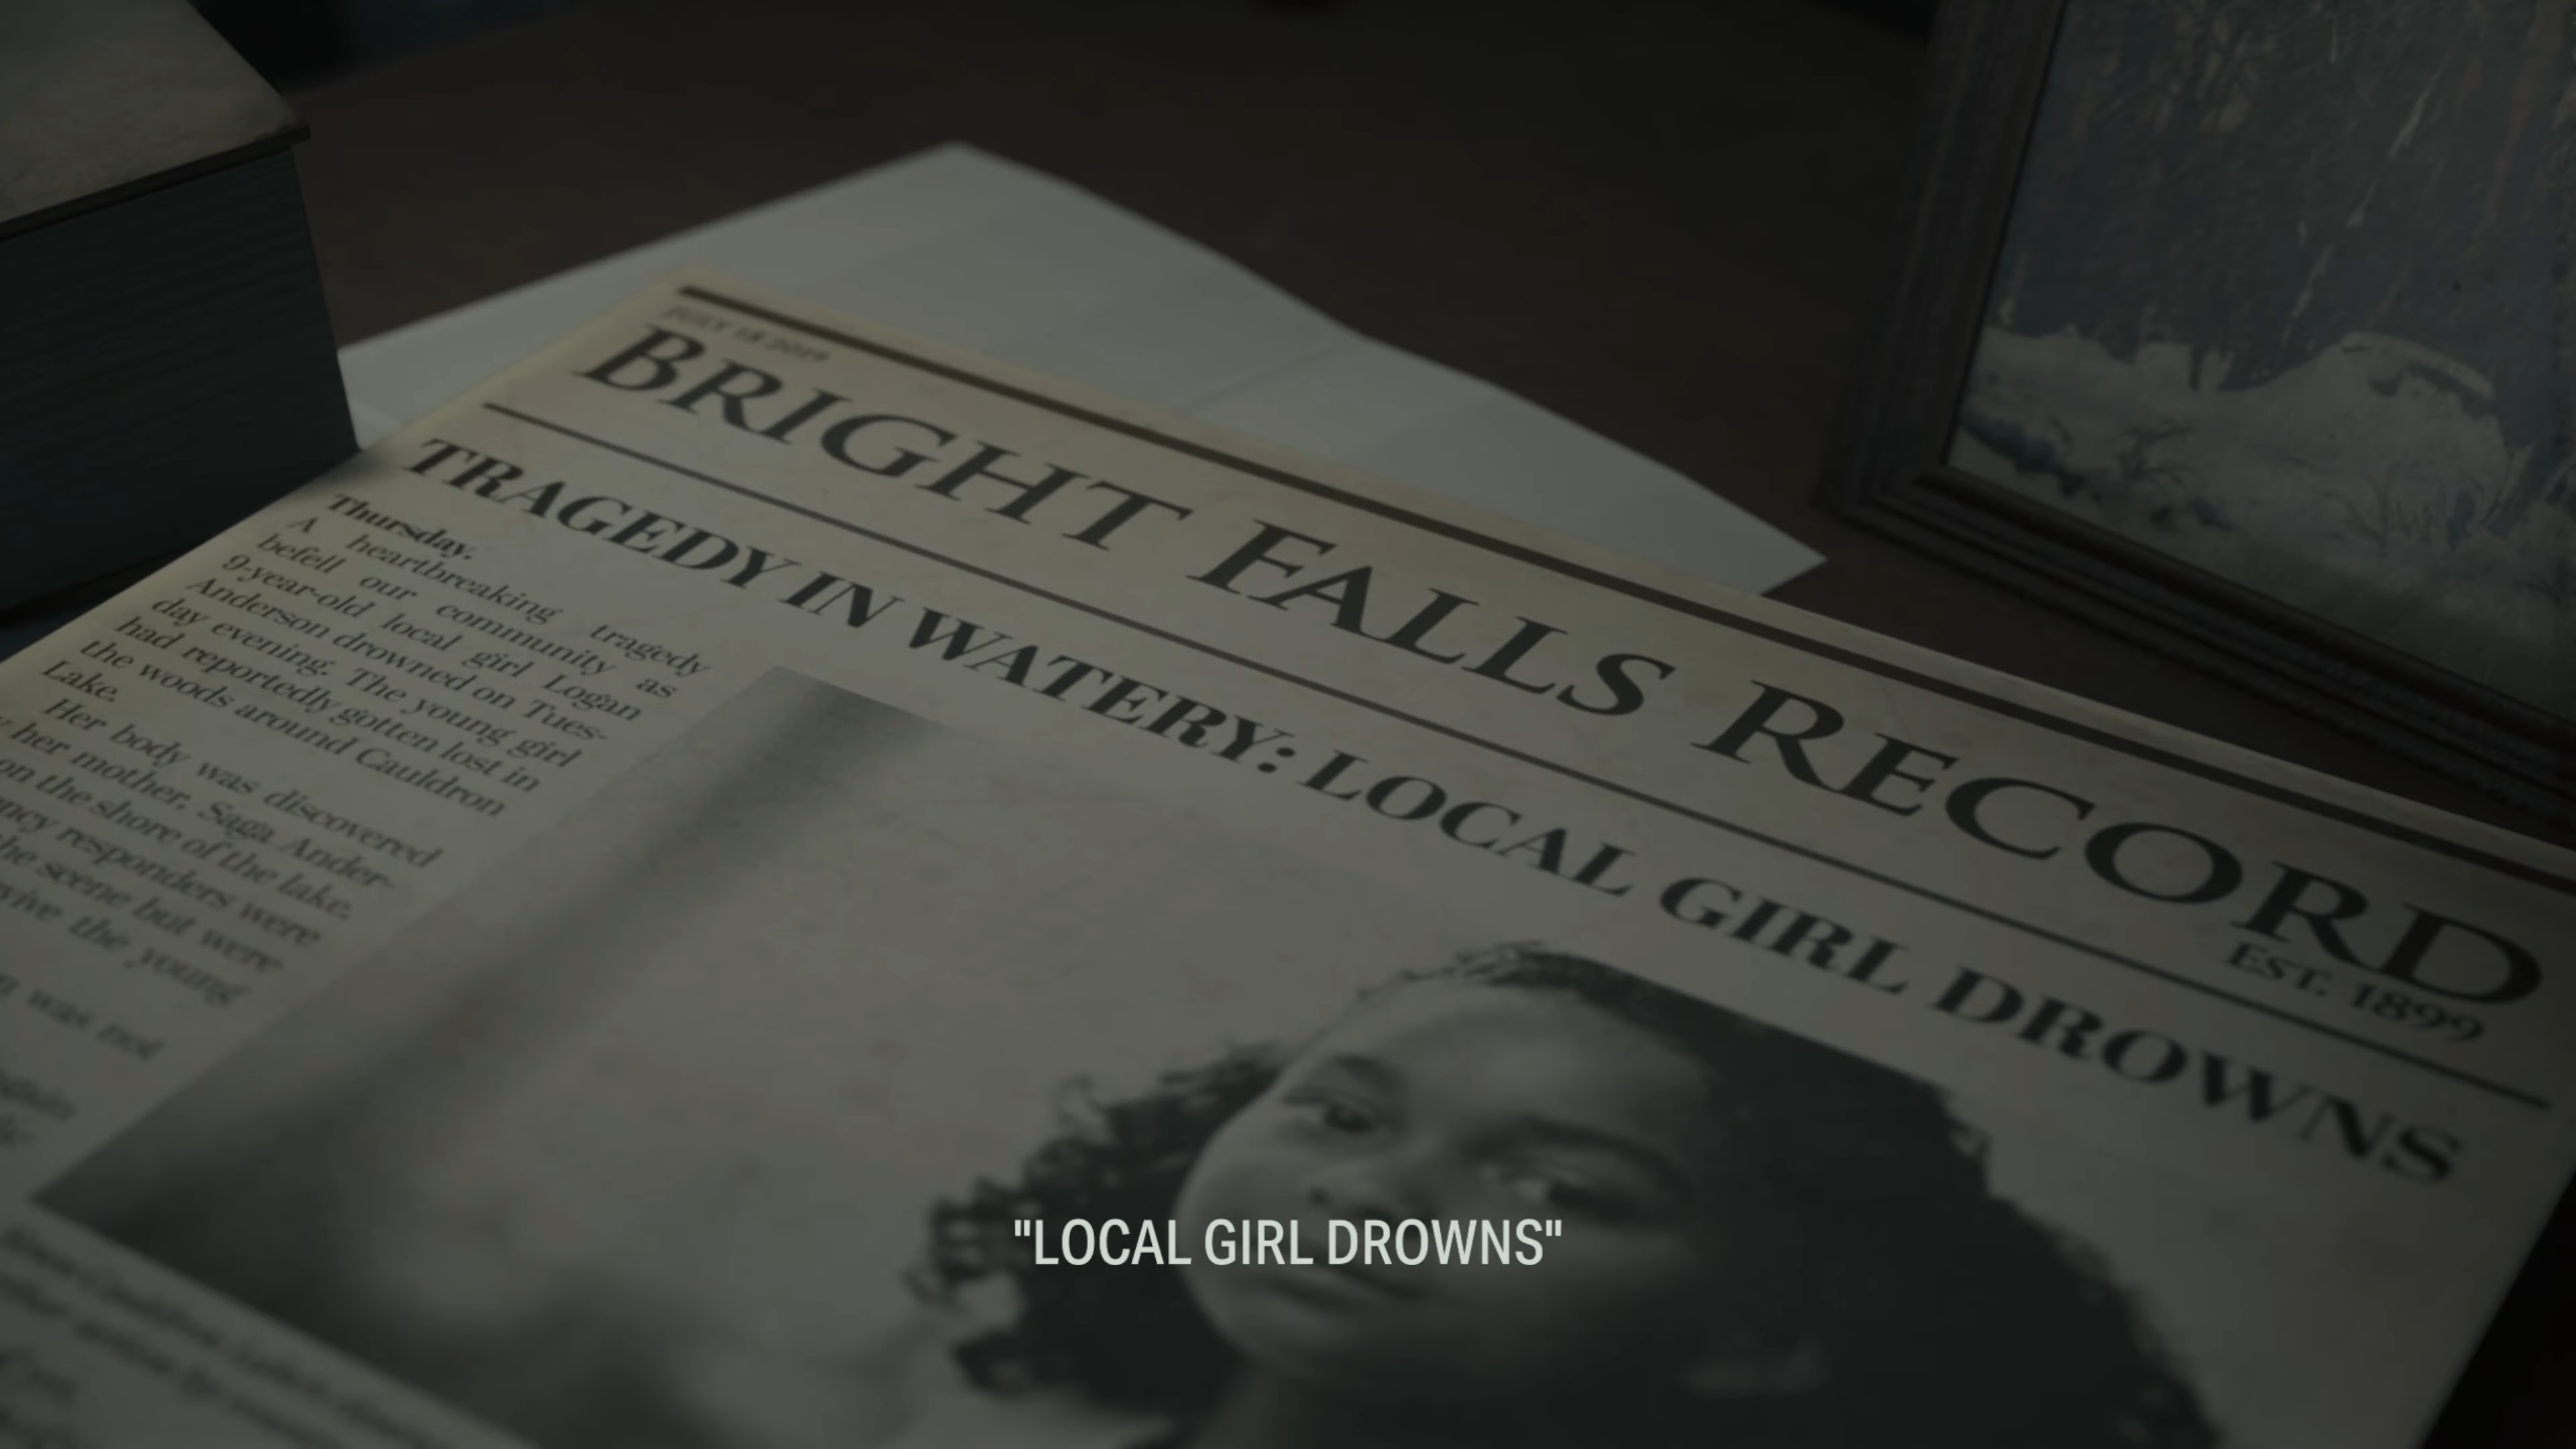 JULY 18 2019
BRIGHT FALLS RECORD
EST. 1899
TRAGEDY IN WATERY: LOCAL GIRL DROWNS
Thursday.
A heartbreaking tragedy
befell our community as
9-year-old local girl Logan
Anderson drowned on Tues-
day evening. The young girl
had reportedly gotten lost in
the woods around Cauldron
Lake.
Her body was discovered
her mother, Saga Ander-
on the shore of the lake.
responders were
scene but were
the young
was not
"LOCAL GIRL DROWNS"